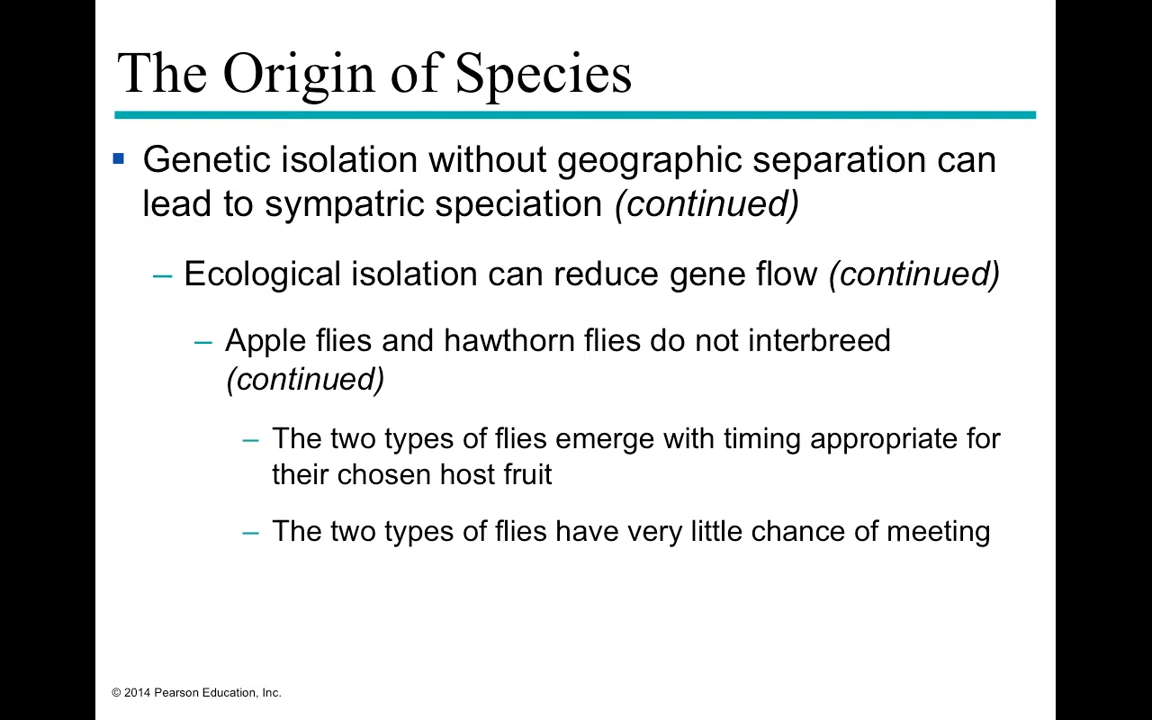 The Origin of Species
▪ Genetic isolation without geographic separation can
lead to sympatric speciation (continued)
– Ecological isolation can reduce gene flow (continued)
– Apple flies and hawthorn flies do not interbreed
(continued)
– The two types of flies emerge with timing appropriate for
their chosen host fruit
– The two types of flies have very little chance of meeting
© 2014 Pearson Education, Inc.